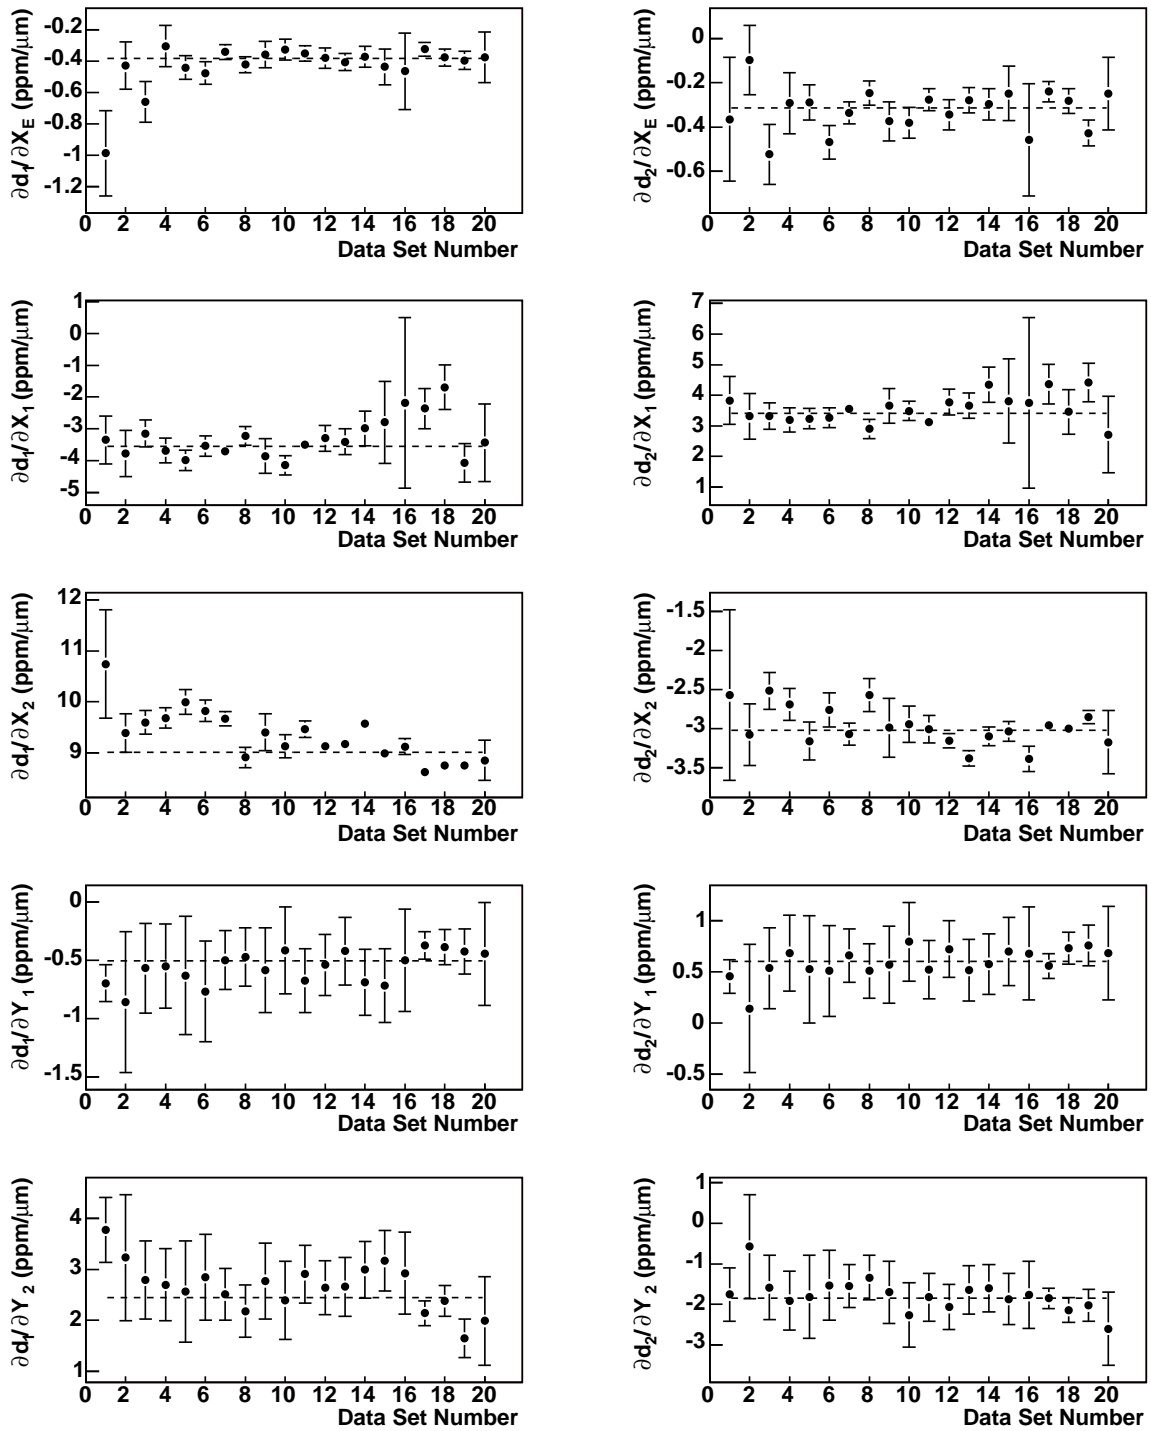 ∂d₁/∂X_E (ppm/μm)
-0.2
-0.4
-0.6
-0.8
-1
-1.2
0 2 4 6 8 10 12 14 16 18 20
Data Set Number
∂d₂/∂X_E (ppm/μm)
0
-0.2
-0.4
-0.6
0 2 4 6 8 10 12 14 16 18 20
Data Set Number
∂d₁/∂X₁ (ppm/μm)
1
0
-1
-2
-3
-4
-5
0 2 4 6 8 10 12 14 16 18 20
Data Set Number
∂d₂/∂X₁ (ppm/μm)
7
6
5
4
3
2
1
0 2 4 6 8 10 12 14 16 18 20
Data Set Number
∂d₁/∂X₂ (ppm/μm)
12
11
10
9
0 2 4 6 8 10 12 14 16 18 20
Data Set Number
∂d₂/∂X₂ (ppm/μm)
-1.5
-2
-2.5
-3
-3.5
0 2 4 6 8 10 12 14 16 18 20
Data Set Number
∂d₁/∂Y₁ (ppm/μm)
0
-0.5
-1
-1.5
0 2 4 6 8 10 12 14 16 18 20
Data Set Number
∂d₂/∂Y₁ (ppm/μm)
1
0.5
0
-0.5
0 2 4 6 8 10 12 14 16 18 20
Data Set Number
∂d₁/∂Y₂ (ppm/μm)
4
3
2
1
0 2 4 6 8 10 12 14 16 18 20
Data Set Number
∂d₂/∂Y₂ (ppm/μm)
1
0
-1
-2
-3
0 2 4 6 8 10 12 14 16 18 20
Data Set Number